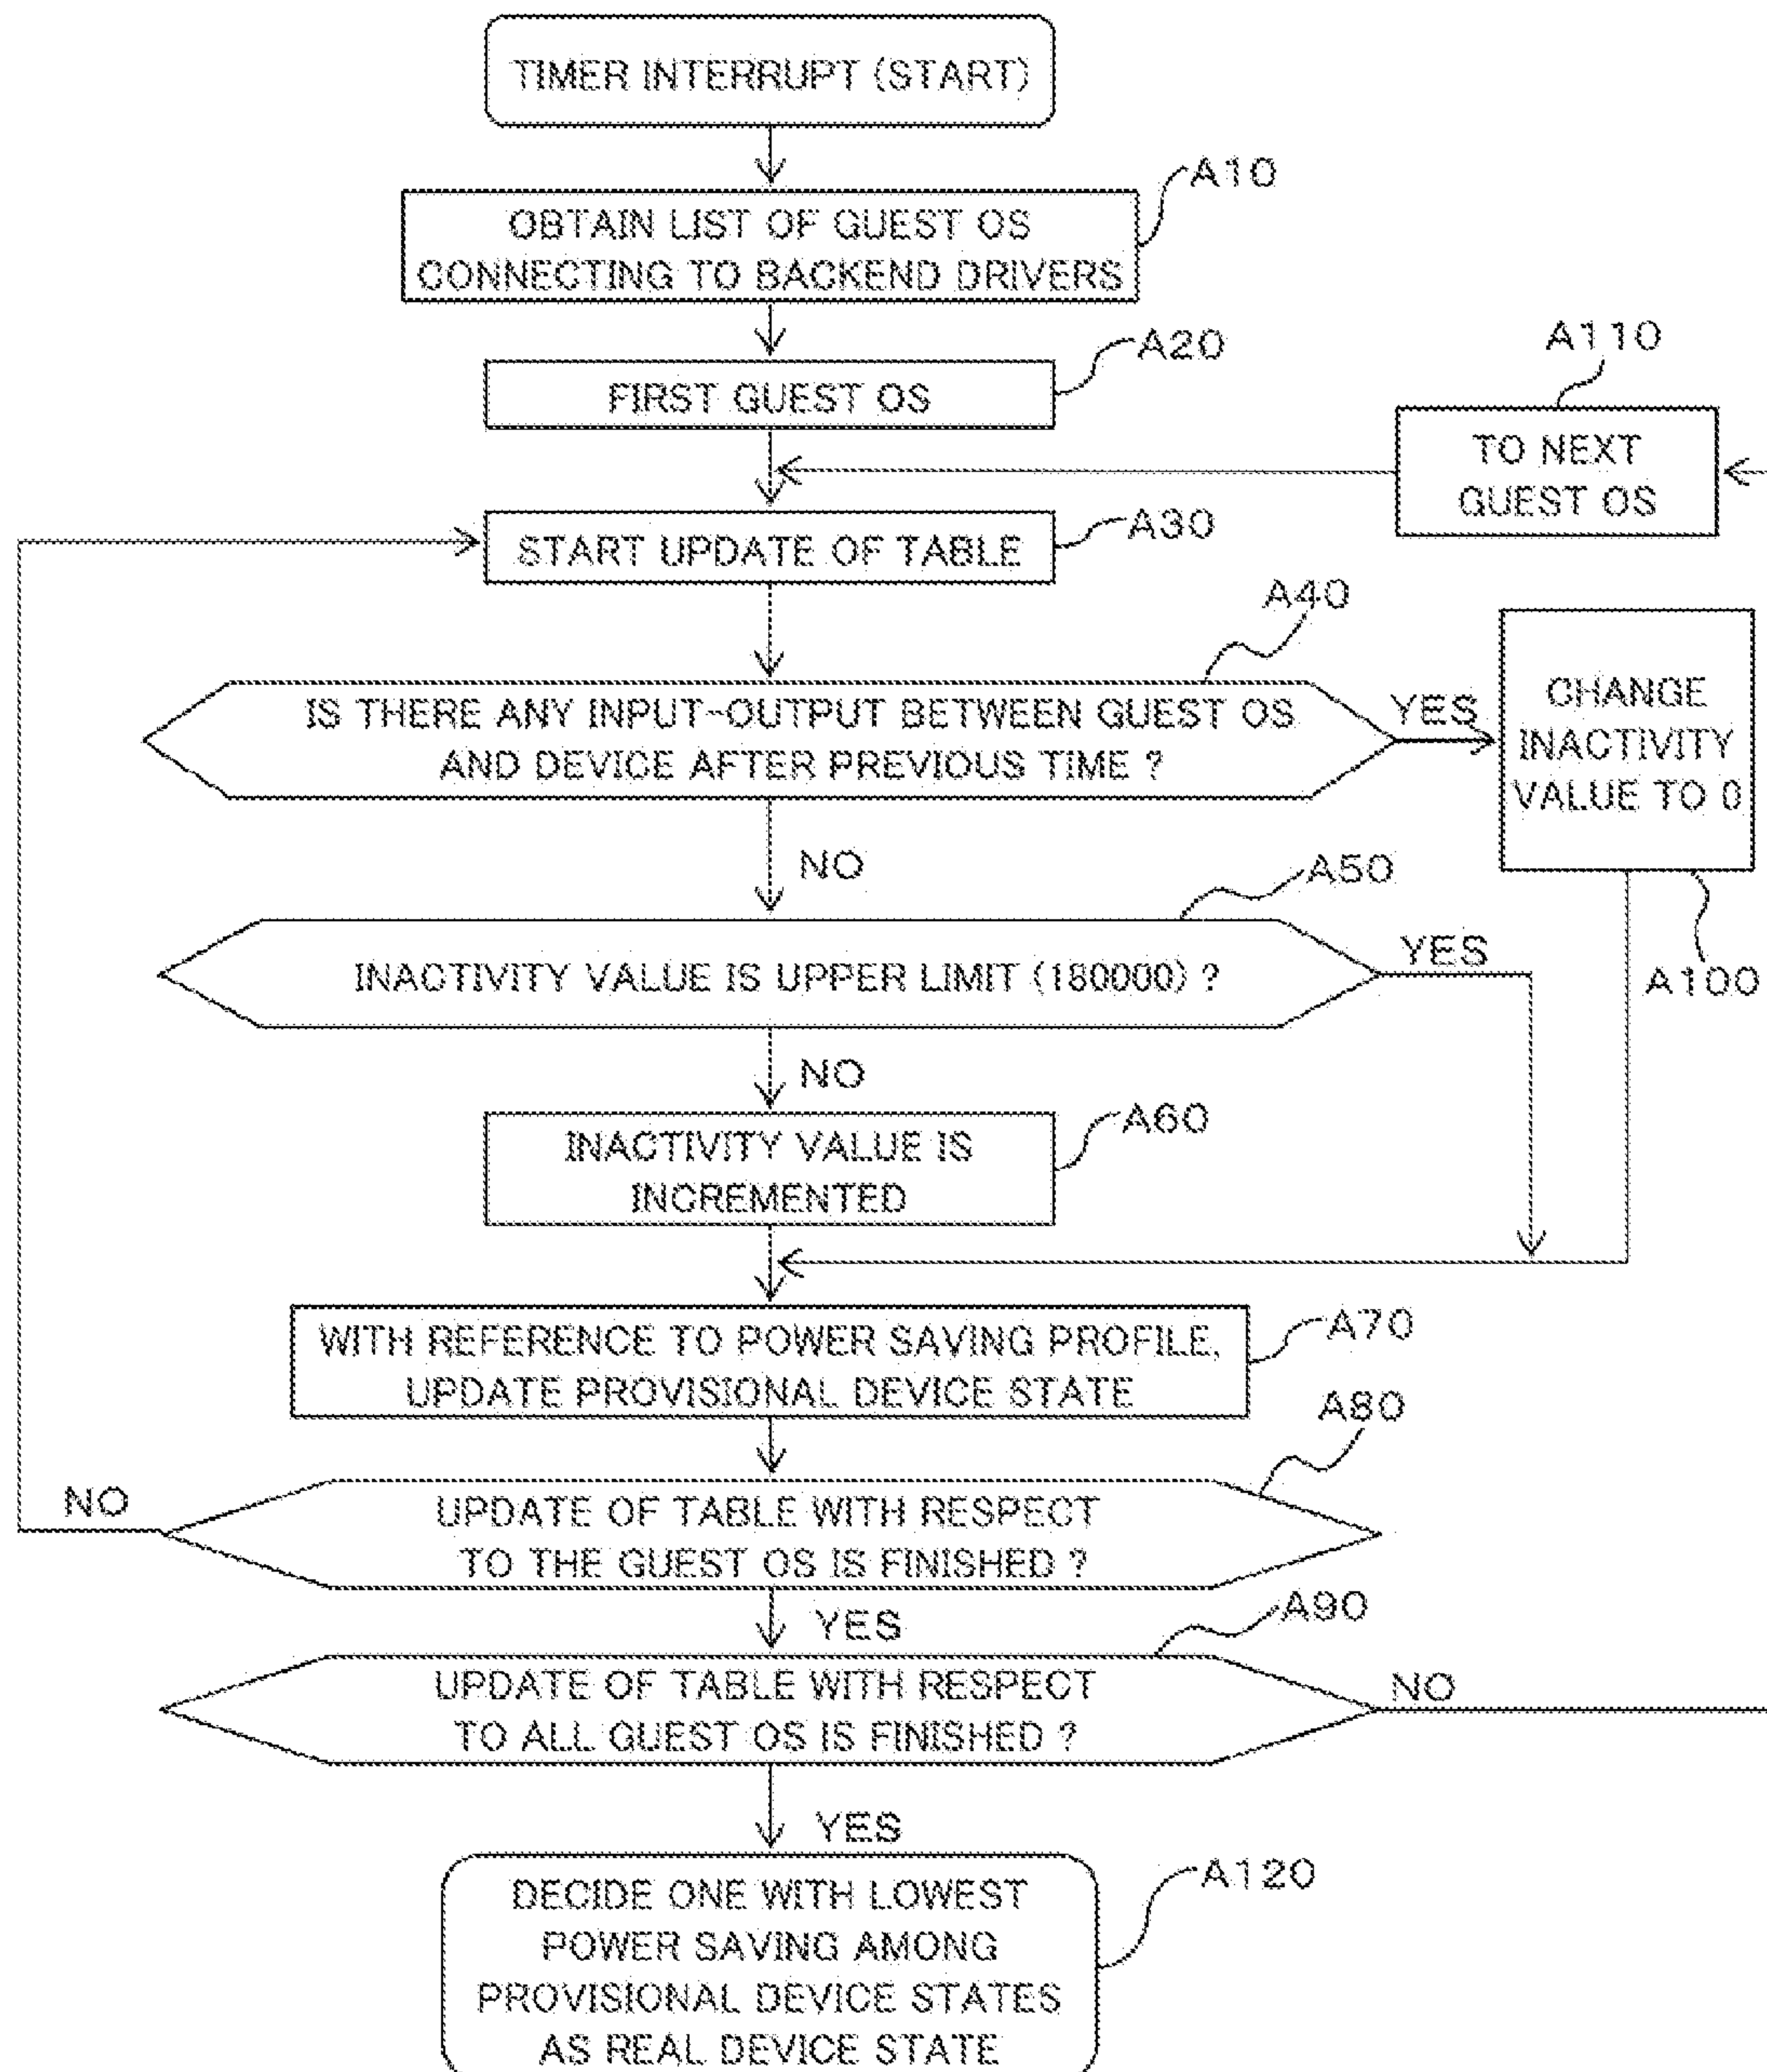 TIMER INTERRUPT (START)
A10
OBTAIN LIST OF GUEST OS
CONNECTING TO BACKEND DRIVERS
A20
FIRST GUEST OS
A110
TO NEXT
GUEST OS
A30
START UPDATE OF TABLE
A40
IS THERE ANY INPUT-OUTPUT BETWEEN GUEST OS
AND DEVICE AFTER PREVIOUS TIME ?
YES
CHANGE
INACTIVITY
VALUE TO 0
A100
NO
A50
INACTIVITY VALUE IS UPPER LIMIT (180000) ?
YES
NO
A60
INACTIVITY VALUE IS
INCREMENTED
A70
WITH REFERENCE TO POWER SAVING PROFILE,
UPDATE PROVISIONAL DEVICE STATE
A80
NO
UPDATE OF TABLE WITH RESPECT
TO THE GUEST OS IS FINISHED ?
YES
A90
UPDATE OF TABLE WITH RESPECT
TO ALL GUEST OS IS FINISHED ?
NO
YES
A120
DECIDE ONE WITH LOWEST
POWER SAVING AMONG
PROVISIONAL DEVICE STATES
AS REAL DEVICE STATE